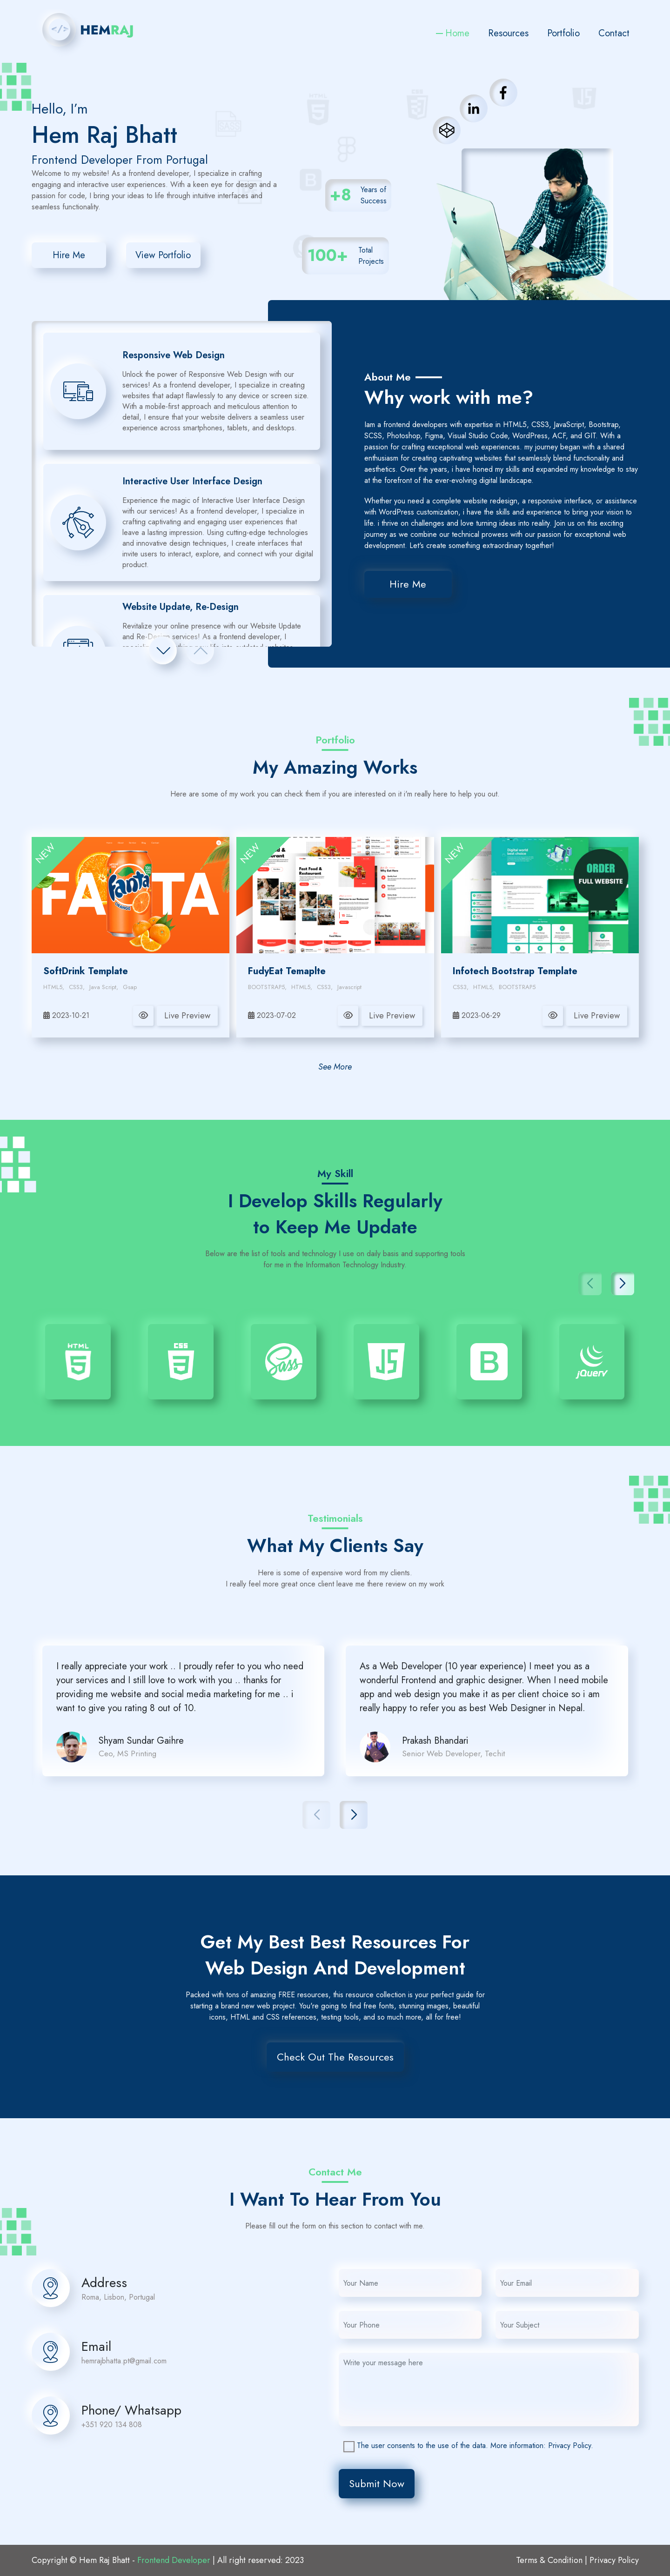 </> HEMRAJ
Home Resources Portfolio Contact
Hello, I'm
Hem Raj Bhatt
Frontend Developer From Portugal
Welcome to my website! As a frontend developer, I specialize in crafting
engaging and interactive user experiences. With a keen eye for design and a
passion for code, I bring your ideas to life through intuitive interfaces and
seamless functionality.
Hire Me
View Portfolio
+8 Years of
Success
100+ Total
Projects
Responsive Web Design
Unlock the power of Responsive Web Design with our
services! As a frontend developer, I specialize in creating
websites that adapt flawlessly to any device or screen size.
With a mobile-first approach and meticulous attention to
detail, I ensure that your website delivers a seamless user
experience across smartphones, tablets, and desktops.
Interactive User Interface Design
Experience the magic of Interactive User Interface Design
with our services! As a frontend developer, I specialize in
crafting captivating and engaging user experiences that
leave a lasting impression. Using cutting-edge technologies
and innovative design techniques, I create interfaces that
invite users to interact, explore, and connect with your digital
product.
Website Update, Re-Design
Revitalize your online presence with our Website Update
and Re-Design services! As a frontend developer, I
About Me
Why work with me?
Iam a frontend developers with expertise in HTML5, CSS3, JavaScript, Bootstrap,
SCSS, Photoshop, Figma, Visual Studio Code, WordPress, ACF, and GIT. With a
passion for crafting exceptional web experiences. my journey began with a shared
enthusiasm for creating captivating websites that seamlessly blend functionality and
aesthetics. Over the years, i have honed my skills and expanded my knowledge to stay
at the forefront of the ever-evolving digital landscape.
Whether you need a complete website redesign, a responsive interface, or assistance
with WordPress customization, i have the skills and experience to bring your vision to
life. i thrive on challenges and love turning ideas into reality. Join us on this exciting
journey as we combine our technical prowess with our passion for exceptional web
development. Let's create something extraordinary together!
Hire Me
Portfolio
My Amazing Works
Here are some of my work you can check them if you are interested on it i'm really here to help you out.
NEW
FANTA
Fanta
SoftDrink Template
HTML5, CSS3, Java Script, Gsap
2023-10-21
Live Preview
NEW
Fast Food &
Restaurant
FudyEat Temaplte
BOOTSTRAP5, HTML5, CSS3, Javascript
2023-07-02
Live Preview
NEW
ORDER
FULL WEBSITE
Infotech Bootstrap Template
CSS3, HTML5, BOOTSTRAP5
2023-06-29
Live Preview
See More
My Skill
I Develop Skills Regularly
to Keep Me Update
Below are the list of tools and technology I use on daily basis and supporting tools
for me in the Information Technology Industry.
HTML 5
CSS 3
Sass
JS
B
jQuery
Testimonials
What My Clients Say
Here is some of expensive word from my clients.
I really feel more great once client leave me there review on my work.
I really appreciate your work .. I proudly refer to you who need
your services and I still love to work with you .. thanks for
providing me website and social media marketing for me .. i
want to give you rating 8 out of 10.
Shyam Sundar Gaihre
Ceo, MS Printing
As a Web Developer (10 year experience) I meet you as a
wonderful Frontend and graphic designer. When I need mobile
app and web design you make it as per client choice so i am
really happy to refer you as best Web Designer in Nepal.
Prakash Bhandari
Senior Web Developer, Techit
Get My Best Best Resources For
Web Design And Development
Packed with tons of amazing FREE resources, this resource collection is your perfect guide for
starting a brand new web project. You're going to find free fonts, stunning images, beautiful
icons, HTML and CSS references, testing tools, and so much more, all for free!
Check Out The Resources
Contact Me
I Want To Hear From You
Please fill out the form on this section to contact with me.
Address
Roma, Lisbon, Portugal
Email
hemrajbhatta.pt@gmail.com
Phone/ Whatsapp
+351 920 134 808
Your Name
Your Email
Your Phone
Your Subject
Write your message here
The user consents to the use of the data. More information: Privacy Policy.
Submit Now
Copyright © Hem Raj Bhatt - Frontend Developer | All right reserved: 2023
Terms & Condition | Privacy Policy